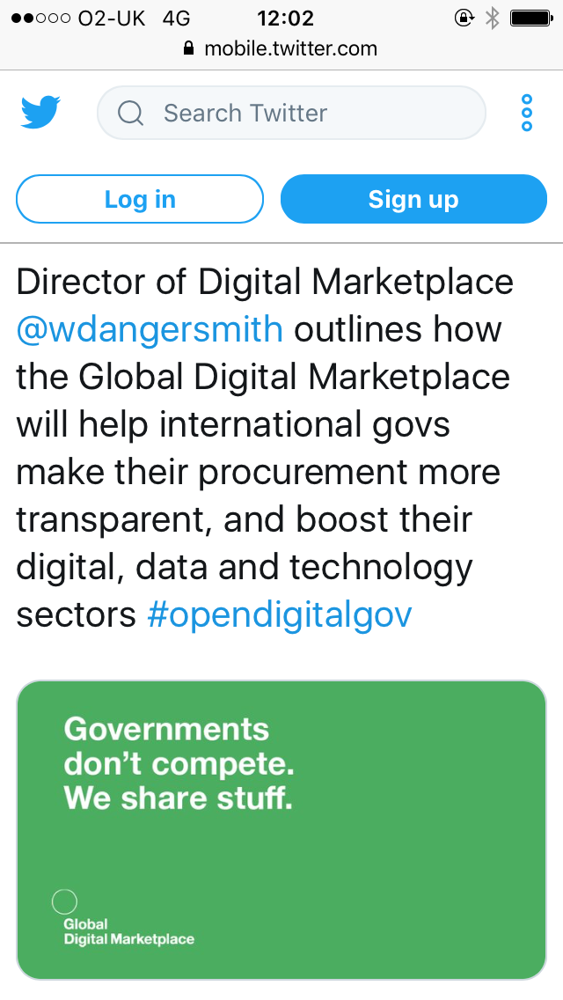 O2-UK 4G 12:02
mobile.twitter.com
Search Twitter
Log in Sign up
Director of Digital Marketplace
@wdangersmith outlines how
the Global Digital Marketplace
will help international govs
make their procurement more
transparent, and boost their
digital, data and technology
sectors #opendigitalgov
Governments
don’t compete.
We share stuff.
Global
Digital Marketplace